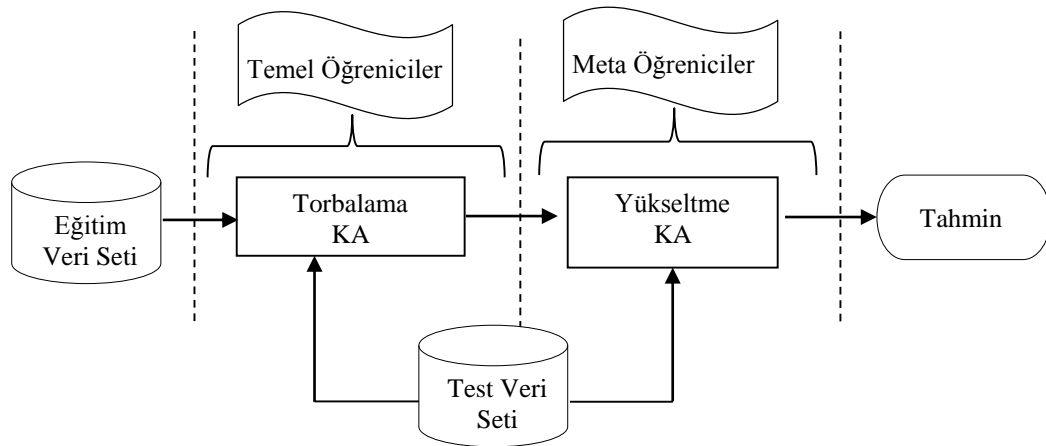 Temel Öğreniciler
Meta Öğreniciler
Eğitim
Veri Seti
Torbalama
KA
Yükseltme
KA
Tahmin
Test Veri
Seti